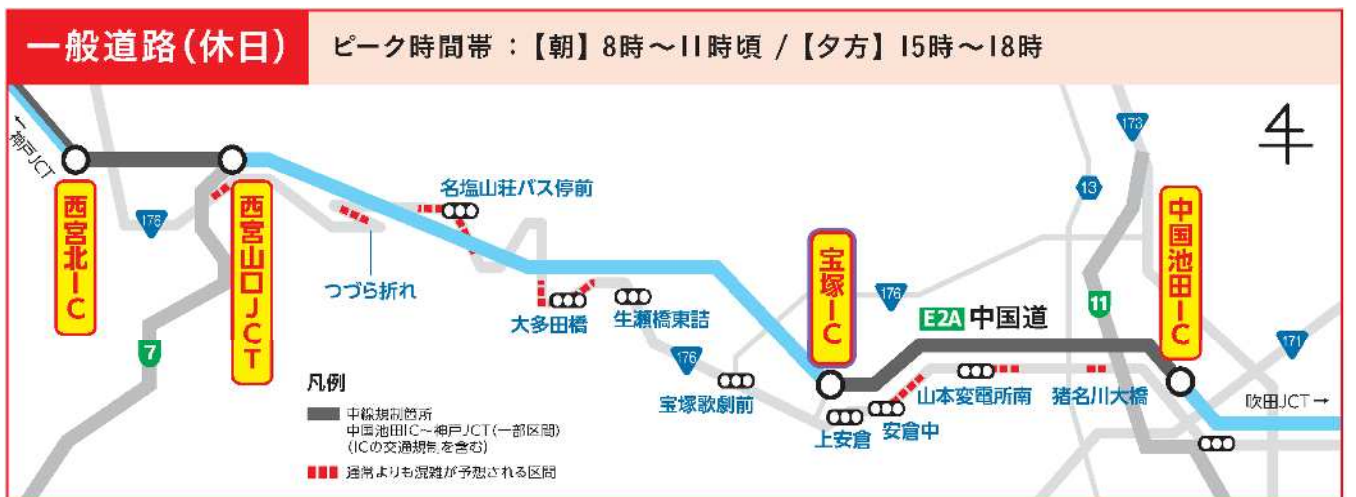 一般道路(休日)
ピーク時間帯：【朝】8時〜11時頃 / 【夕方】15時〜18時
←神戸JCT
西宮北IC
176
西宮山口JCT
7
つづら折れ
名塩山荘バス停前
大多田橋
生瀬橋東詰
176
宝塚歌劇前
宝塚IC
176
上安倉
安倉中
E2A 中国道
山本変電所南
猪名川大橋
13
173
11
中国池田IC
171
吹田JCT→
凡例
中線規制箇所
中国池田IC〜神戸JCT(一部区間)
(ICの交通規制を含む)
通常よりも混雑が予想される区間